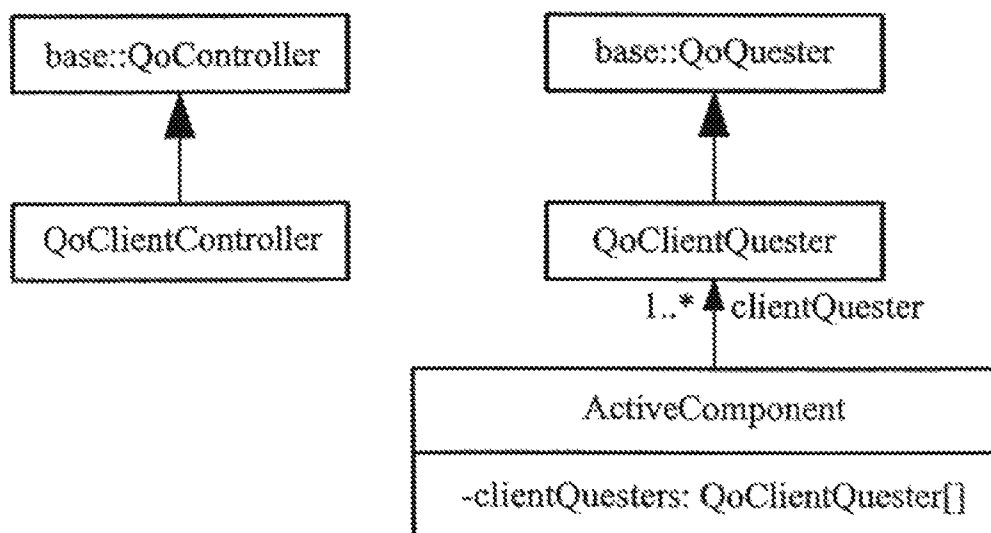 base::QoController
base::QoQuester
QoClientController
QoClientQuester
1..* clientQuester
ActiveComponent
-clientQuesters: QoClientQuester[]